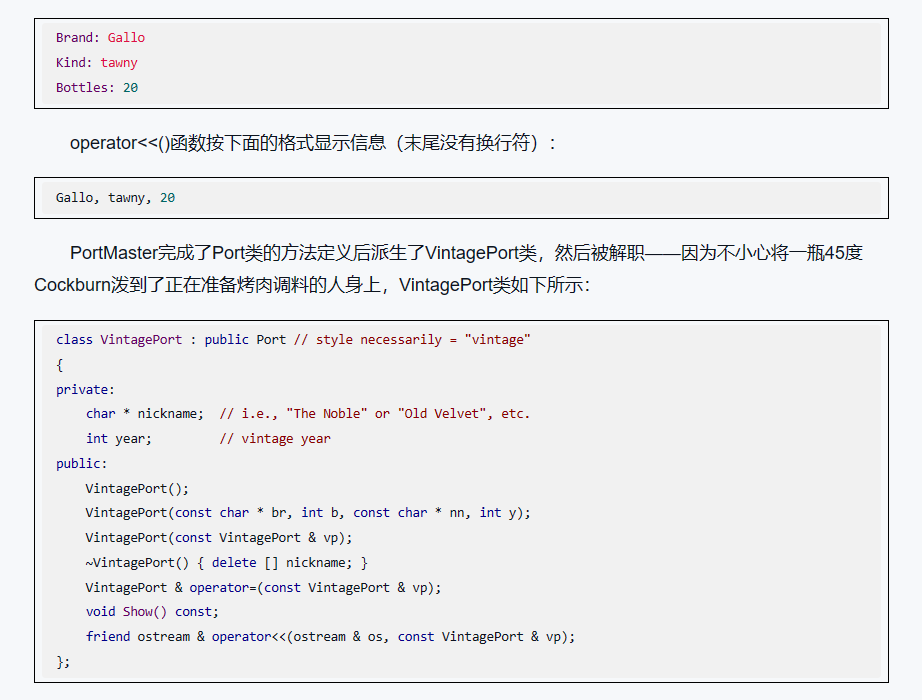 Brand: Gallo
Kind: tawny
Bottles: 20
operator<<()函数按下面的格式显示信息（末尾没有换行符）：
Gallo, tawny, 20
PortMaster完成了Port类的方法定义后派生了VintagePort类，然后被解职——因为不小心将一瓶45度
Cockburn泼到了正在准备烤肉调料的人身上，VintagePort类如下所示：
class VintagePort : public Port // style necessarily = "vintage"
{
private:
    char * nickname;  // i.e., "The Noble" or "Old Velvet", etc.
    int year;         // vintage year
public:
    VintagePort();
    VintagePort(const char * br, int b, const char * nn, int y);
    VintagePort(const VintagePort & vp);
    ~VintagePort() { delete [] nickname; }
    VintagePort & operator=(const VintagePort & vp);
    void Show() const;
    friend ostream & operator<<(ostream & os, const VintagePort & vp);
};